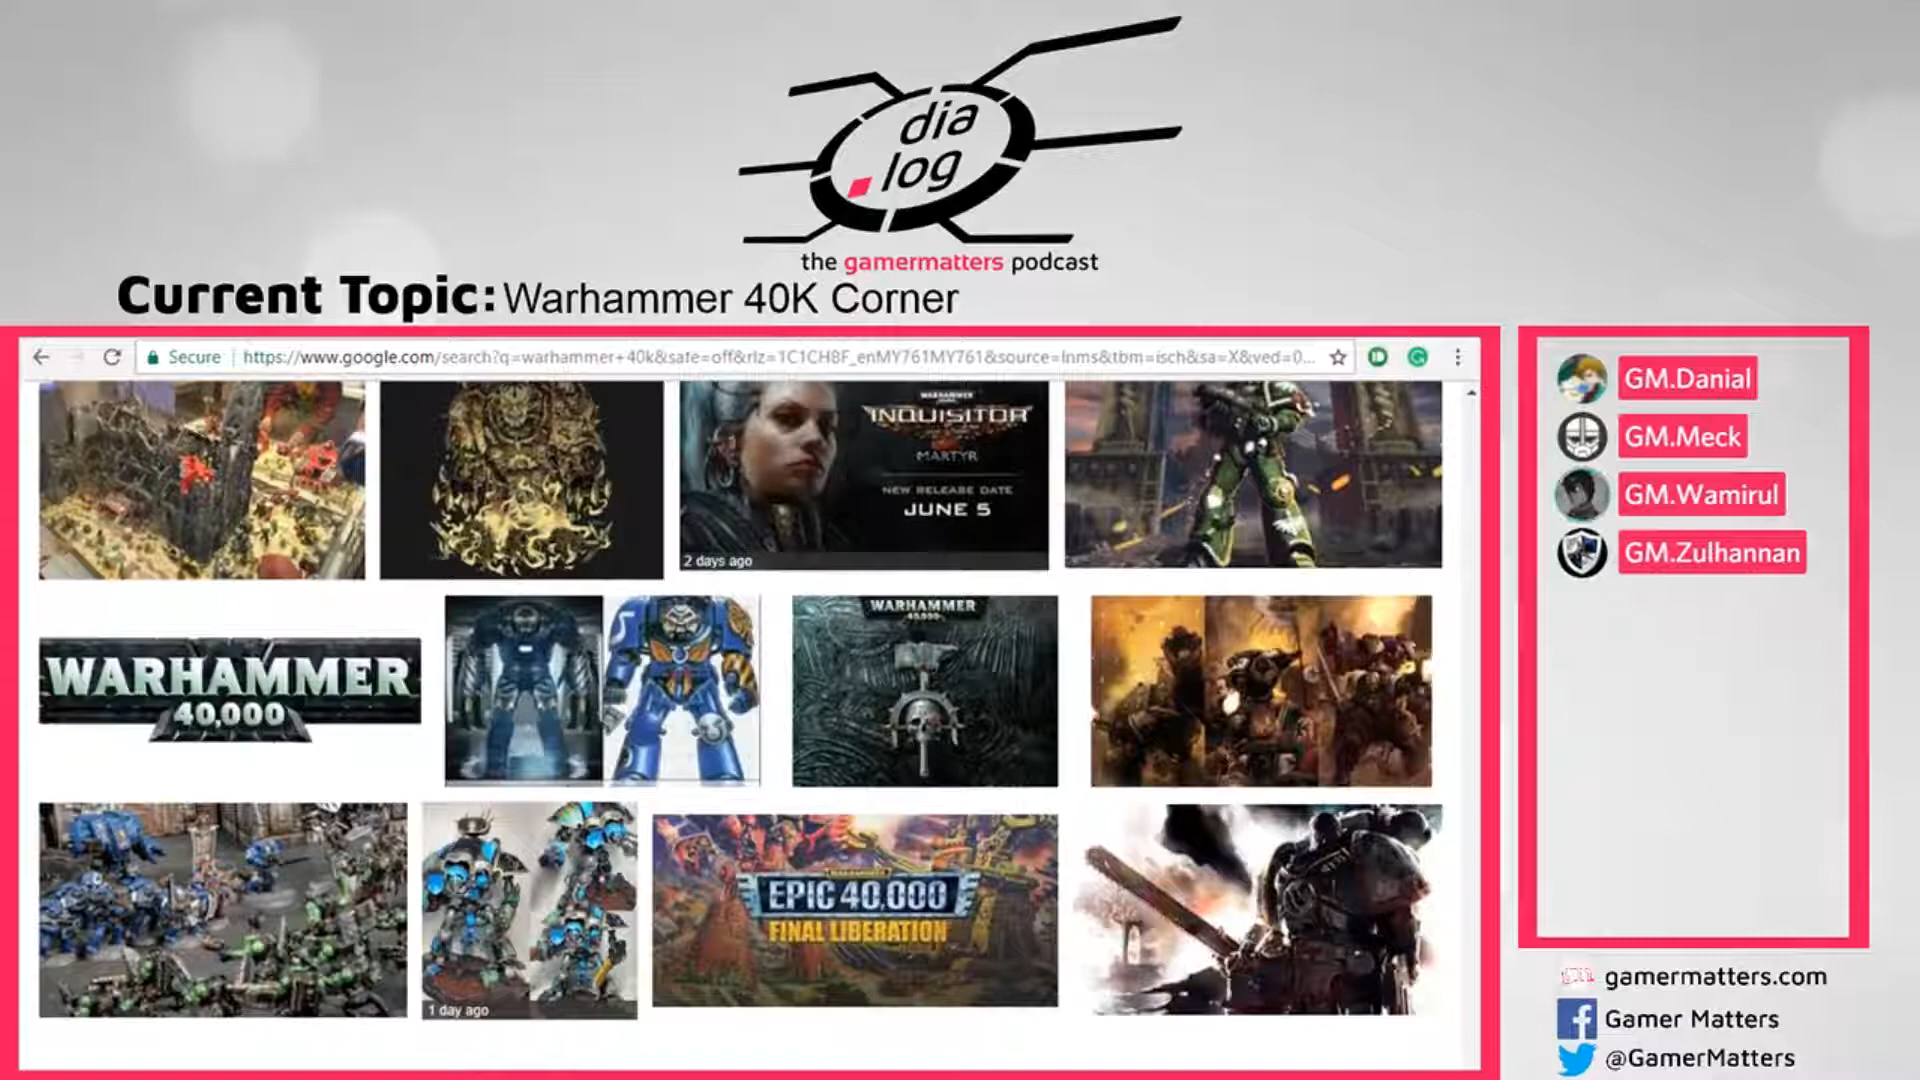 dia
log
the gamermatters podcast
Current Topic: Warhammer 40K Corner
Secure
https://www.google.com/search?q=warhammer+40k&safe=off&rlz=1C1CHBF_enMY761MY761&source=lnms&tbm=isch&sa=X&ved=0...
WARHAMMER
INQUISITOR
MARTYR
NEW RELEASE DATE
JUNE 5
2 days ago
WARHAMMER
40,000
WARHAMMER
40,000
1 day ago
EPIC 40,000
FINAL LIBERATION
GM.Danial
GM.Meck
GM.Wamirul
GM.Zulhannan
gamermatters.com
Gamer Matters
@GamerMatters